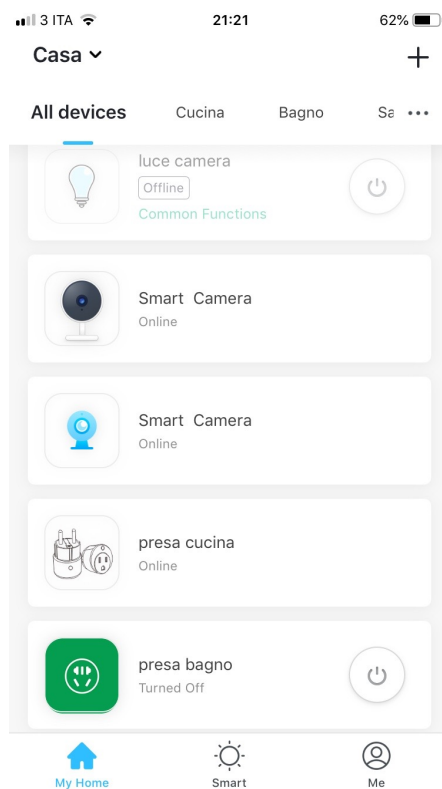 3 ITA 21:21 62%
Casa
All devices Cucina Bagno Sa
luce camera
Offline
Common Functions
Smart Camera
Online
Smart Camera
Online
presa cucina
Online
presa bagno
Turned Off
My Home Smart Me